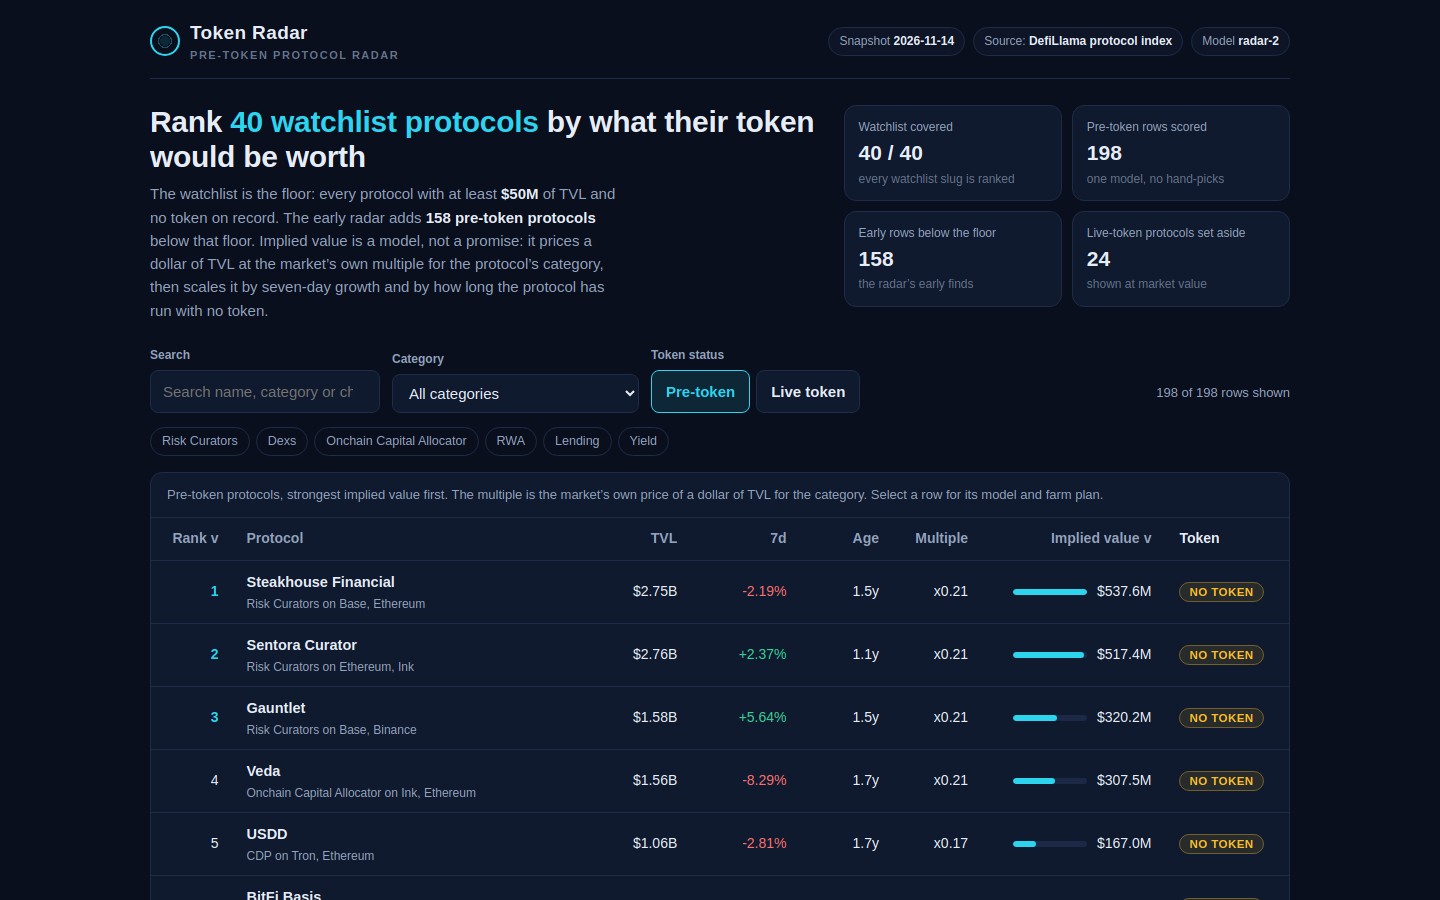 Token Radar
PRE-TOKEN PROTOCOL RADAR
Snapshot 2026-11-14
Source: DefiLlama protocol index
Model radar-2
Rank 40 watchlist protocols by what their token
would be worth
The watchlist is the floor: every protocol with at least $50M of TVL and
no token on record. The early radar adds 158 pre-token protocols
below that floor. Implied value is a model, not a promise: it prices a
dollar of TVL at the market’s own multiple for the protocol’s category,
then scales it by seven-day growth and by how long the protocol has
run with no token.
Watchlist covered
40 / 40
every watchlist slug is ranked
Pre-token rows scored
198
one model, no hand-picks
Early rows below the floor
158
the radar’s early finds
Live-token protocols set aside
24
shown at market value
Search
Search name, category or ch
Category
All categories
Token status
Pre-token
Live token
198 of 198 rows shown
Risk Curators
Dexs
Onchain Capital Allocator
RWA
Lending
Yield
Pre-token protocols, strongest implied value first. The multiple is the market’s own price of a dollar of TVL for the category. Select a row for its model and farm plan.
Rank v Protocol TVL 7d Age Multiple Implied value v Token
1 Steakhouse Financial $2.75B -2.19% 1.5y x0.21 $537.6M NO TOKEN
Risk Curators on Base, Ethereum
2 Sentora Curator $2.76B +2.37% 1.1y x0.21 $517.4M NO TOKEN
Risk Curators on Ethereum, Ink
3 Gauntlet $1.58B +5.64% 1.5y x0.21 $320.2M NO TOKEN
Risk Curators on Base, Binance
4 Veda $1.56B -8.29% 1.7y x0.21 $307.5M NO TOKEN
Onchain Capital Allocator on Ink, Ethereum
5 USDD $1.06B -2.81% 1.7y x0.17 $167.0M NO TOKEN
CDP on Tron, Ethereum
BitFi Basis